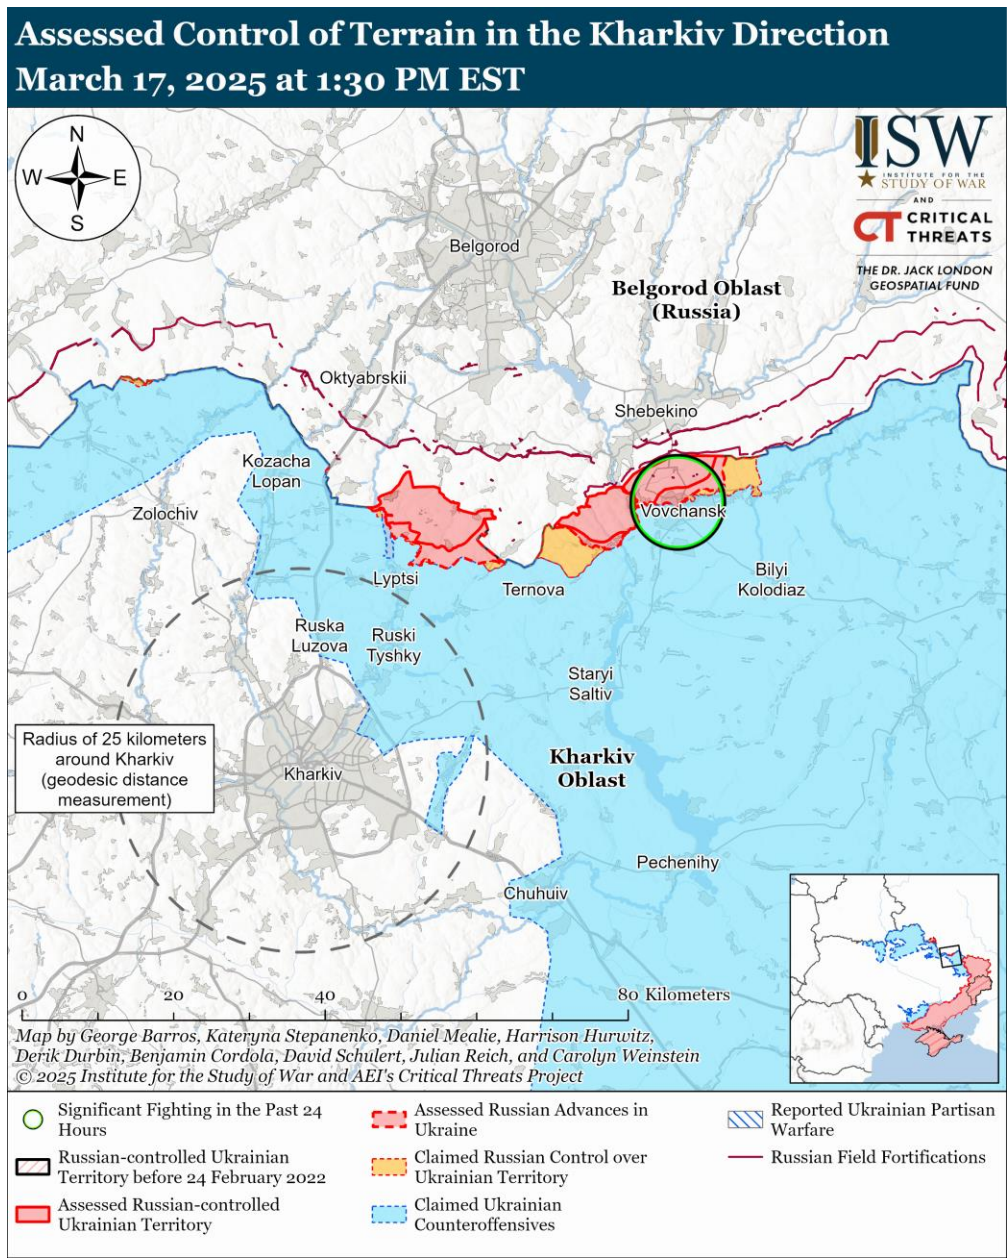 Assessed Control of Terrain in the Kharkiv Direction
March 17, 2025 at 1:30 PM EST
N
W
E
S
ISW
INSTITUTE FOR THE
STUDY OF WAR
AND
CT CRITICAL
THREATS
THE DR. JACK LONDON
GEOSPATIAL FUND
Belgorod
Belgorod Oblast
(Russia)
Oktyabrskii
Shebekino
Kozacha
Lopan
Zolochiv
Vovchansk
Lyptsi
Ternova
Bilyi
Kolodiaz
Ruska
Luzova
Ruski
Tyshky
Staryi
Saltiv
Radius of 25 kilometers
around Kharkiv
(geodesic distance
measurement)
Kharkiv
Kharkiv
Oblast
Pechenihy
Chuhuiv
0
20
40
80 Kilometers
Map by George Barros, Kateryna Stepanenko, Daniel Mealie, Harrison Hurwitz,
Derik Durbin, Benjamin Cordola, David Schulert, Julian Reich, and Carolyn Weinstein
© 2025 Institute for the Study of War and AEI's Critical Threats Project
Significant Fighting in the Past 24
Hours
Russian-controlled Ukrainian
Territory before 24 February 2022
Assessed Russian-controlled
Ukrainian Territory
Assessed Russian Advances in
Ukraine
Claimed Russian Control over
Ukrainian Territory
Claimed Ukrainian
Counteroffensives
Reported Ukrainian Partisan
Warfare
Russian Field Fortifications